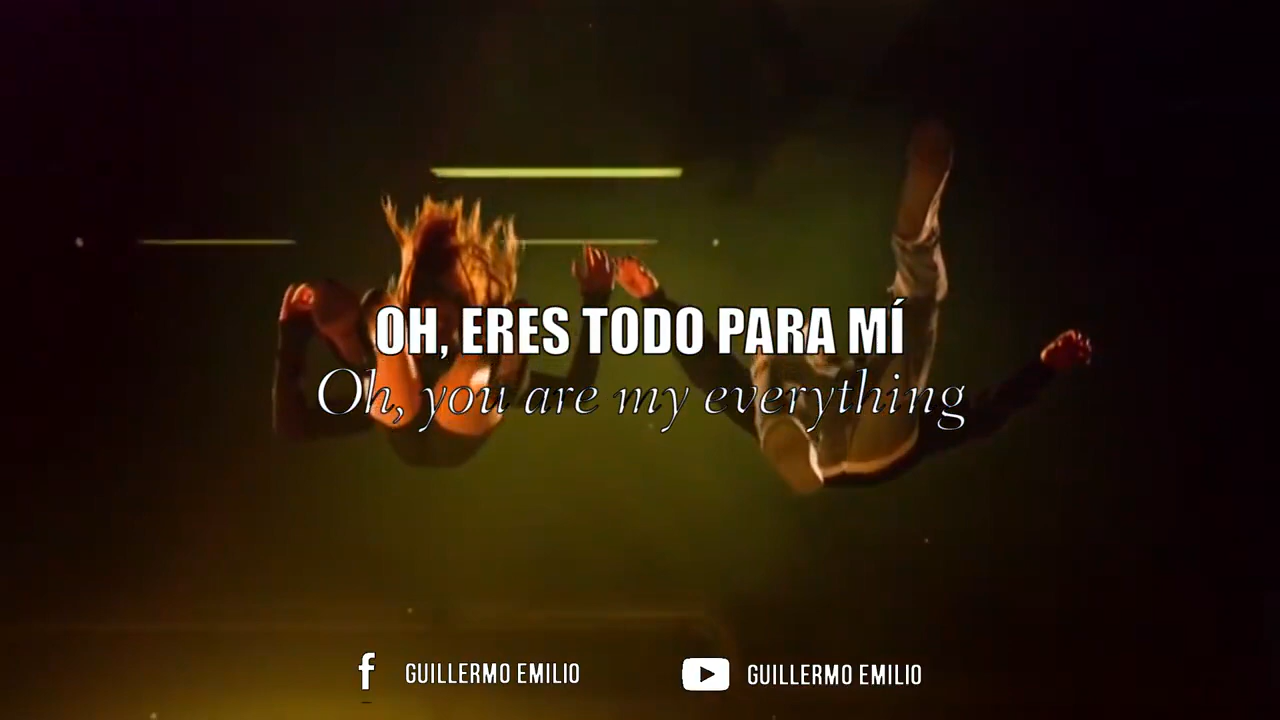 OH, ERES TODO PARA MÍ
Oh, you are my everything
f GUILLERMO EMILIO
GUILLERMO EMILIO